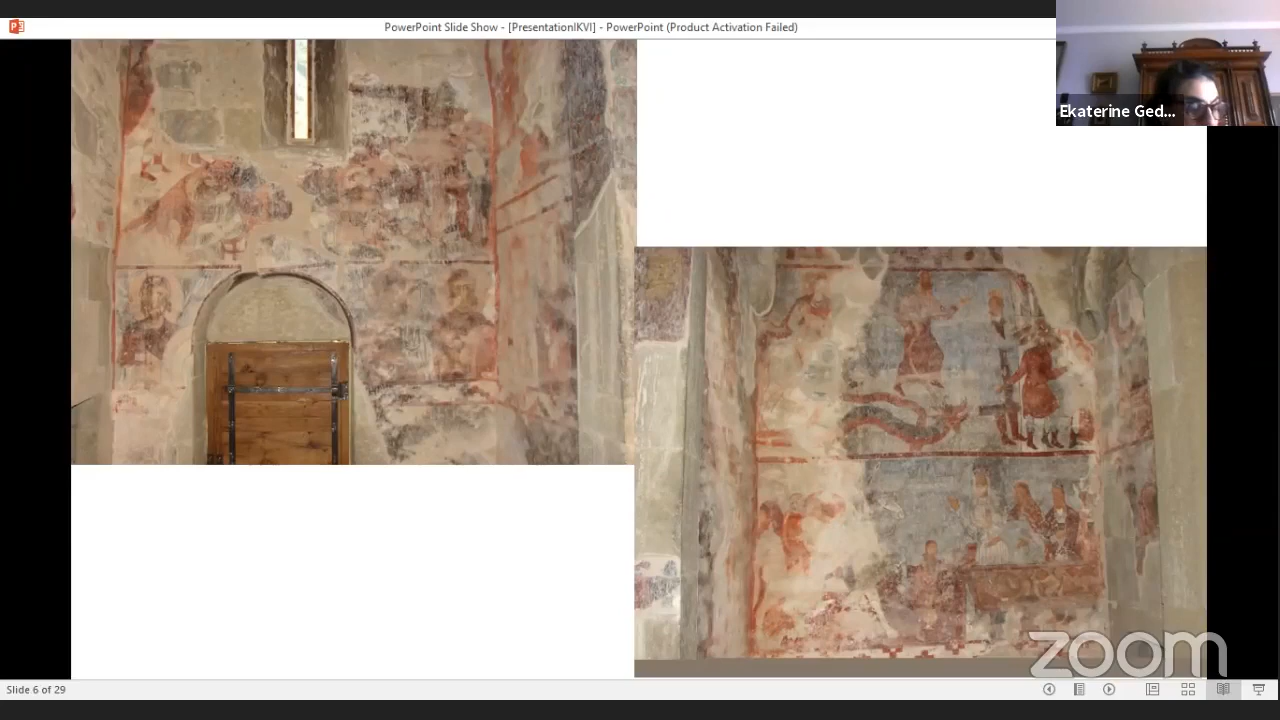 PowerPoint Slide Show - [PresentationIKVI] - PowerPoint (Product Activation Failed)
Ekaterine Ged...
zoom
Slide 6 of 29